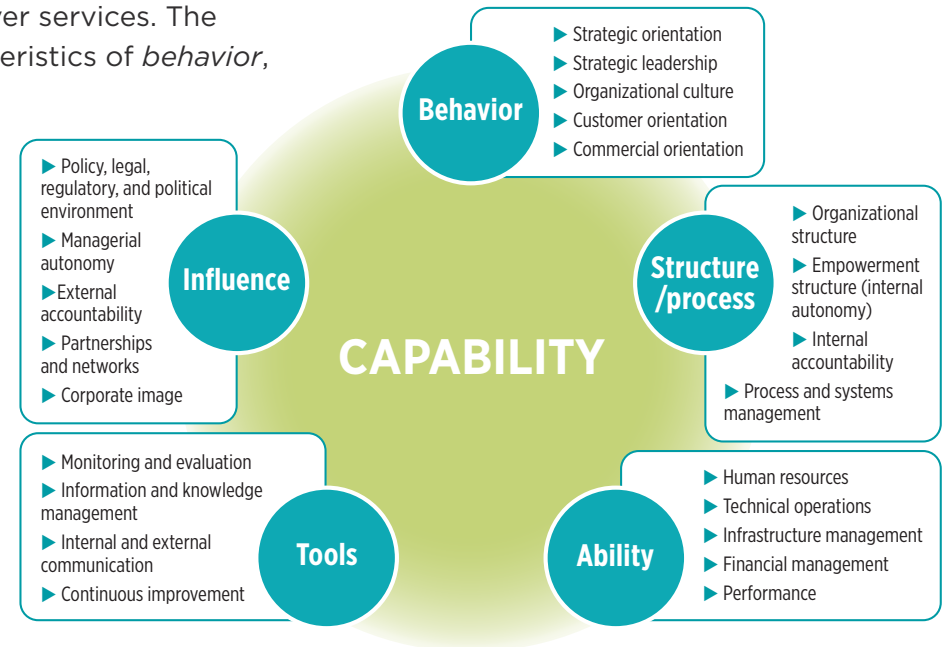 ver services. The
eristics of behavior,
Behavior
▶ Strategic orientation
▶ Strategic leadership
▶ Organizational culture
▶ Customer orientation
▶ Commercial orientation
▶ Policy, legal,
regulatory, and political
environment
▶ Managerial
autonomy
▶External
accountability
▶ Partnerships
and networks
▶ Corporate image
Influence
Structure
/process
▶ Organizational
structure
▶ Empowerment
structure (internal
autonomy)
▶ Internal
accountability
▶ Process and systems
management
CAPABILITY
▶ Monitoring and evaluation
▶ Information and knowledge
management
▶ Internal and external
communication
▶ Continuous improvement
Tools
Ability
▶ Human resources
▶ Technical operations
▶ Infrastructure management
▶ Financial management
▶ Performance